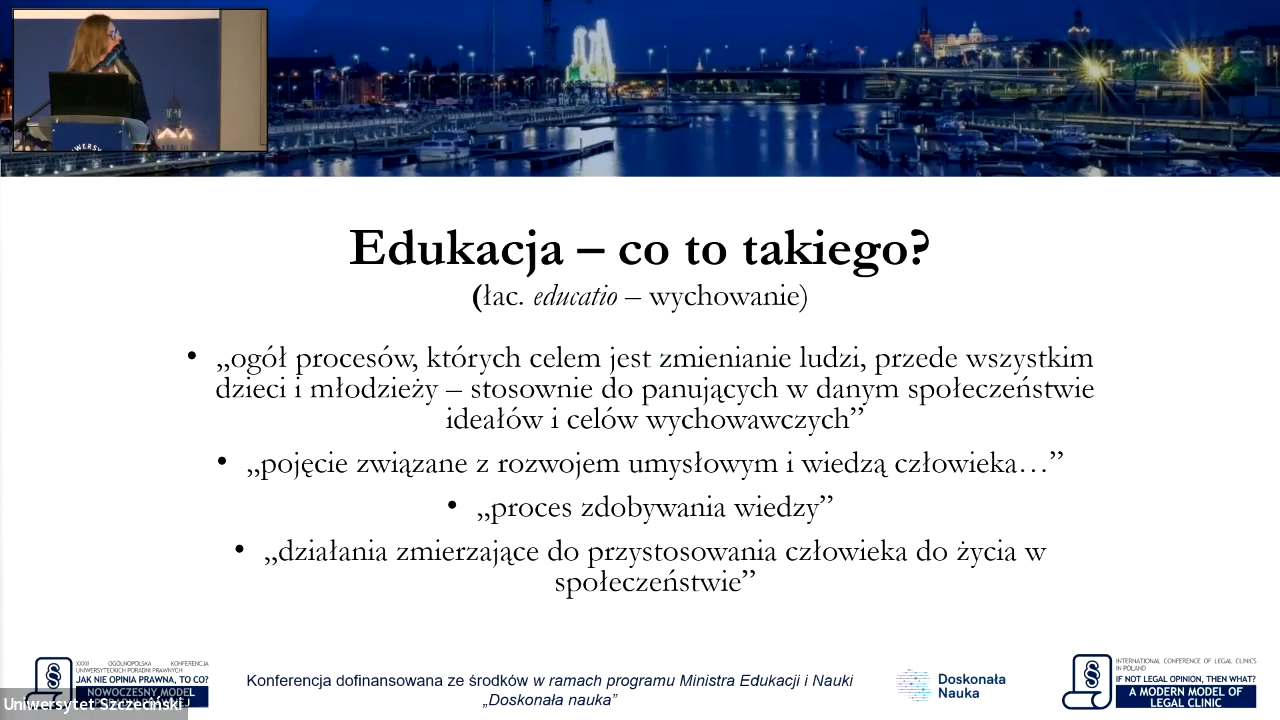 WERS
Edukacja – co to takiego?
(łac. educatio – wychowanie)
• „ogół procesów, których celem jest zmienianie ludzi, przede wszystkim
dzieci i młodzieży – stosownie do panujących w danym społeczeństwie
ideałów i celów wychowawczych”
• „pojęcie związane z rozwojem umysłowym i wiedzą człowieka…”
• „proces zdobywania wiedzy”
• „działania zmierzające do przystosowania człowieka do życia w
społeczeństwie”
XXXII OGÓLNOPOLSKA KONFERENCJA
UNIWERSYTECKICH PORADNI PRAWNYCH
JAK NIE OPINIA PRAWNA, TO CO?
NOWOCZESNY MODEL
Uniwersytet Szczeciński
Konferencja dofinansowana ze środków w ramach programu Ministra Edukacji i Nauki
„Doskonała nauka”
Doskonała
Nauka
INTERNATIONAL CONFERENCE OF LEGAL CLINICS
IN POLAND
IF NOT LEGAL OPINION, THEN WHAT?
A MODERN MODEL OF
LEGAL CLINIC